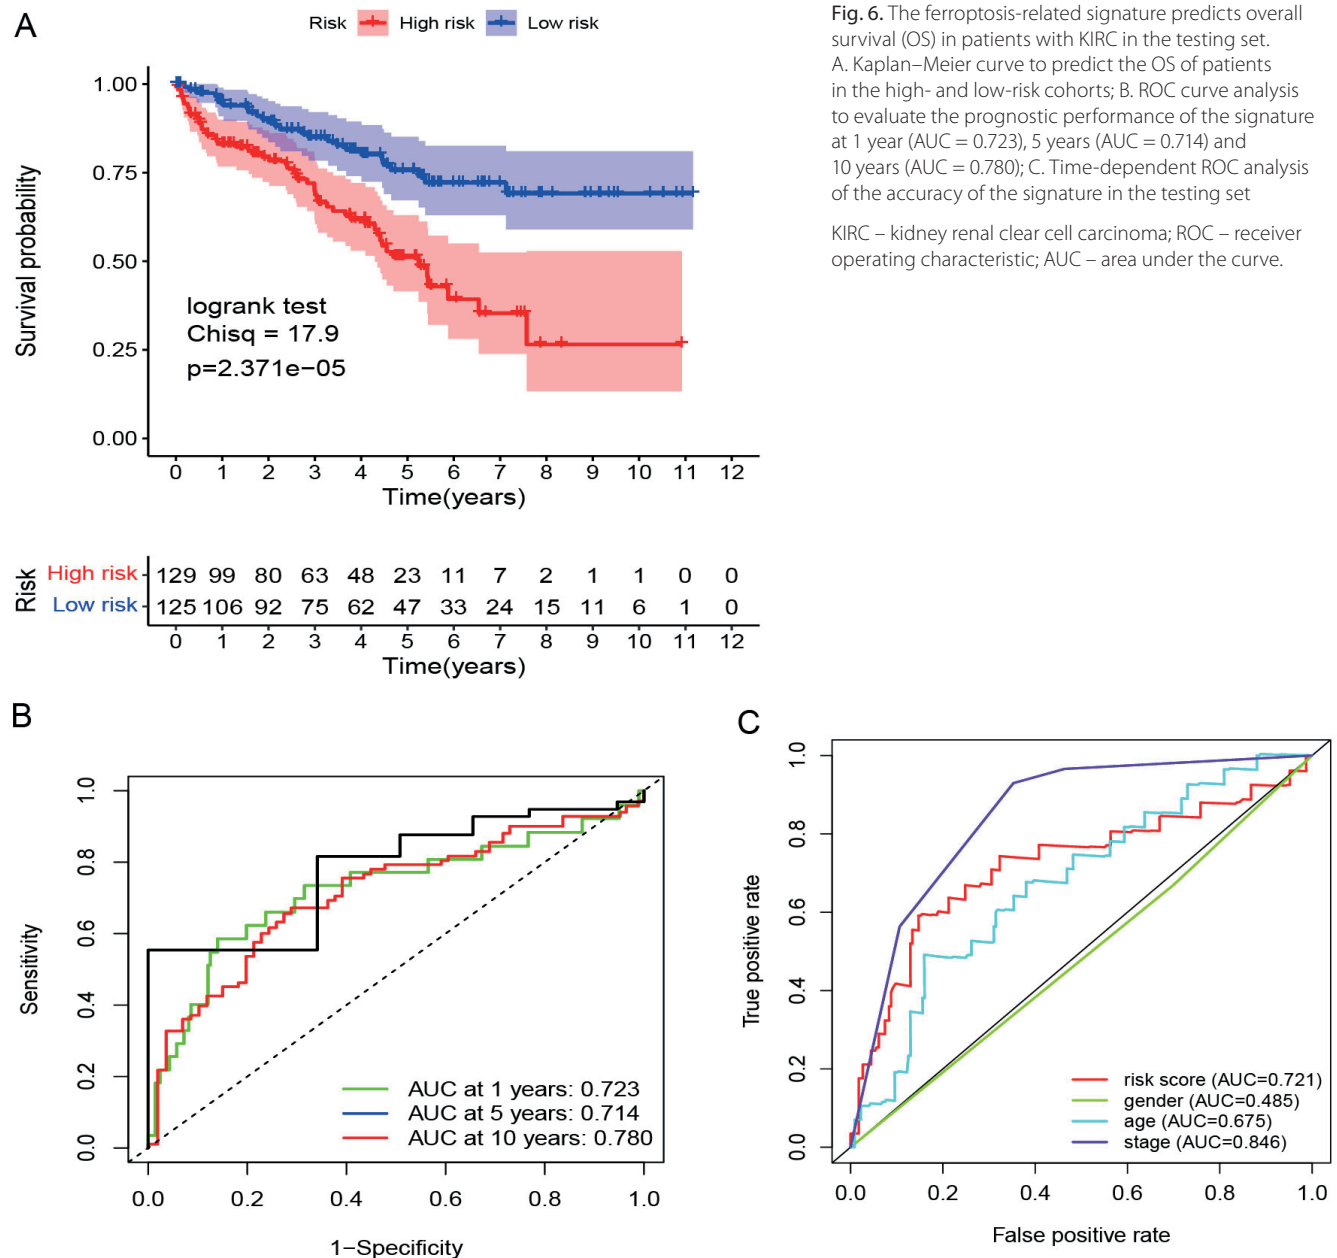 A
Risk High risk Low risk
Survival probability
1.00
0.75
0.50
0.25
0.00
logrank test
Chisq = 17.9
p=2.371e−05
0 1 2 3 4 5 6 7 8 9 10 11 12
Time(years)
Risk
High risk 129 99 80 63 48 23 11 7 2 1 1 0 0
Low risk 125 106 92 75 62 47 33 24 15 11 6 1 0
0 1 2 3 4 5 6 7 8 9 10 11 12
Time(years)
Fig. 6. The ferroptosis-related signature predicts overall
survival (OS) in patients with KIRC in the testing set.
A. Kaplan–Meier curve to predict the OS of patients
in the high- and low-risk cohorts; B. ROC curve analysis
to evaluate the prognostic performance of the signature
at 1 year (AUC = 0.723), 5 years (AUC = 0.714) and
10 years (AUC = 0.780); C. Time-dependent ROC analysis
of the accuracy of the signature in the testing set
KIRC – kidney renal clear cell carcinoma; ROC – receiver
operating characteristic; AUC – area under the curve.
B
Sensitivity
1.0
0.8
0.6
0.4
0.2
0.0
AUC at 1 years: 0.723
AUC at 5 years: 0.714
AUC at 10 years: 0.780
0.0 0.2 0.4 0.6 0.8 1.0
1−Specificity
C
True positive rate
1.0
0.8
0.6
0.4
0.2
0.0
risk score (AUC=0.721)
gender (AUC=0.485)
age (AUC=0.675)
stage (AUC=0.846)
0.0 0.2 0.4 0.6 0.8 1.0
False positive rate